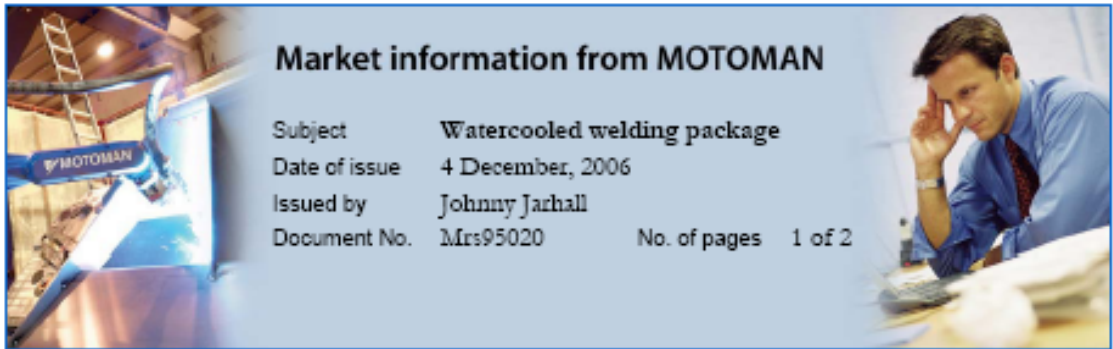 Market information from MOTOMAN
Subject Watercooled welding package
Date of issue 4 December, 2006
Issued by Johnny Jarhall
Document No. Mrs95020 No. of pages 1 of 2
MOTOMAN